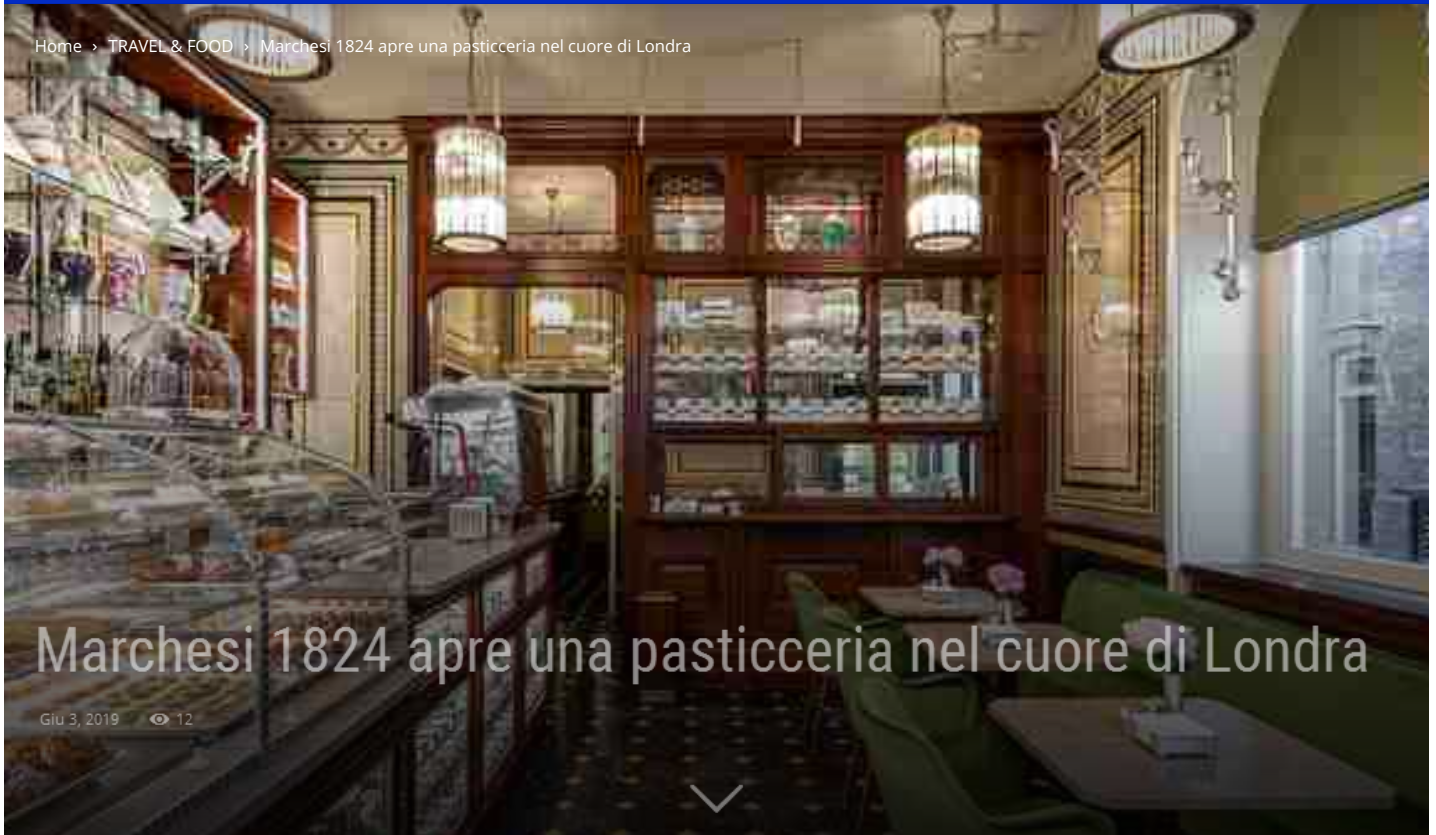 Home › TRAVEL & FOOD › Marchesi 1824 apre una pasticceria nel cuore di Londra
Marchesi 1824 apre una pasticceria nel cuore di Londra
Giu 3, 2019 12